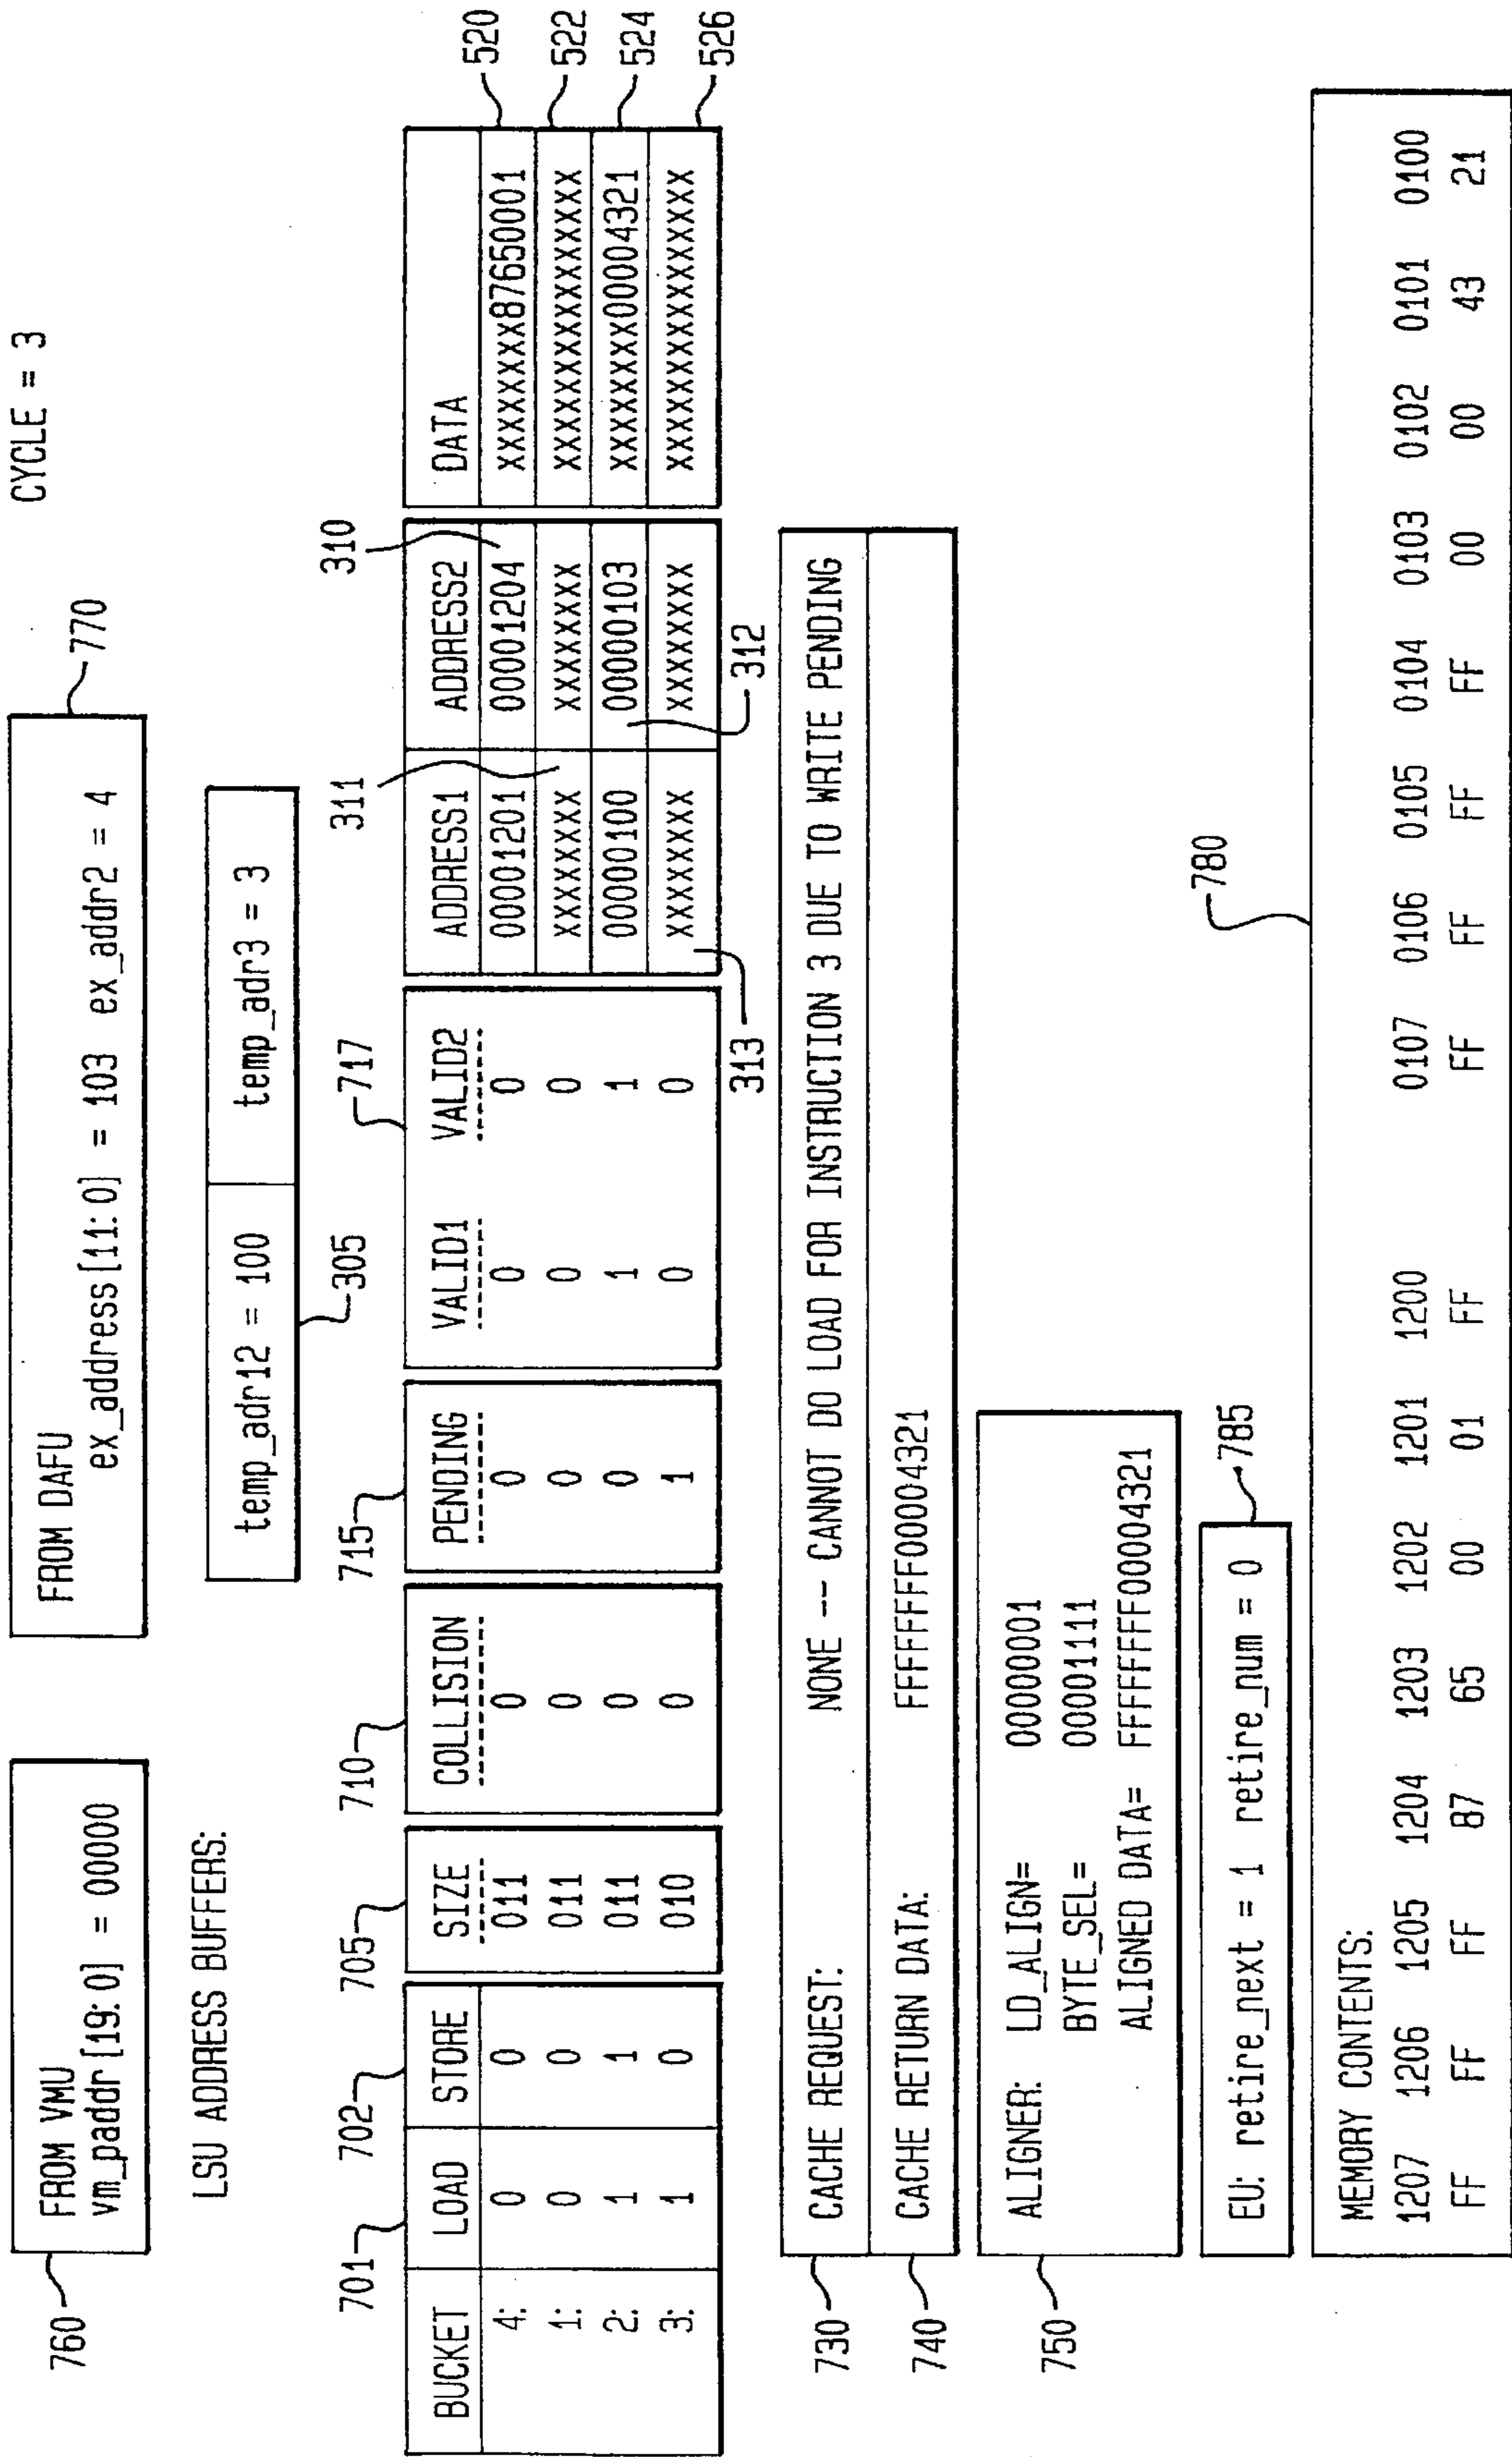 CYCLE = 3
FROM VMU
vm_paddr[19:0] = 00000
760
FROM DAFU
ex_address[11:0] = 103 ex_addr2 = 4
770
LSU ADDRESS BUFFERS:
temp_adr12 = 100 temp_adr3 = 3
305
701 702 705 710 715 717 311 310
BUCKET LOAD STORE SIZE COLLISION PENDING VALID1 VALID2 ADDRESS1 ADDRESS2 DATA
4: 0 0 011 0 0 0 0 00001201 00001204 XXXXXXXX87650001 520
1: 0 0 011 0 0 0 0 XXXXXXXX XXXXXXXX XXXXXXXXXXXXXXXX 522
2: 1 1 011 0 0 1 1 00000100 00000103 XXXXXXXX00004321 524
3: 1 0 010 0 1 0 0 XXXXXXXX XXXXXXXX XXXXXXXXXXXXXXXX 526
313 312
730 CACHE REQUEST: NONE -- CANNOT DO LOAD FOR INSTRUCTION 3 DUE TO WRITE PENDING
740 CACHE RETURN DATA: FFFFFFFF00004321
750 ALIGNER: LD_ALIGN= 00000001
BYTE_SEL= 00001111
ALIGNED DATA= FFFFFFFF00004321
EU: retire_next = 1 retire_num = 0 785
780
MEMORY CONTENTS:
1207 1206 1205 1204 1203 1202 1201 1200 0107 0106 0105 0104 0103 0102 0101 0100
FF FF FF 87 65 00 01 FF FF FF FF FF 00 00 43 21